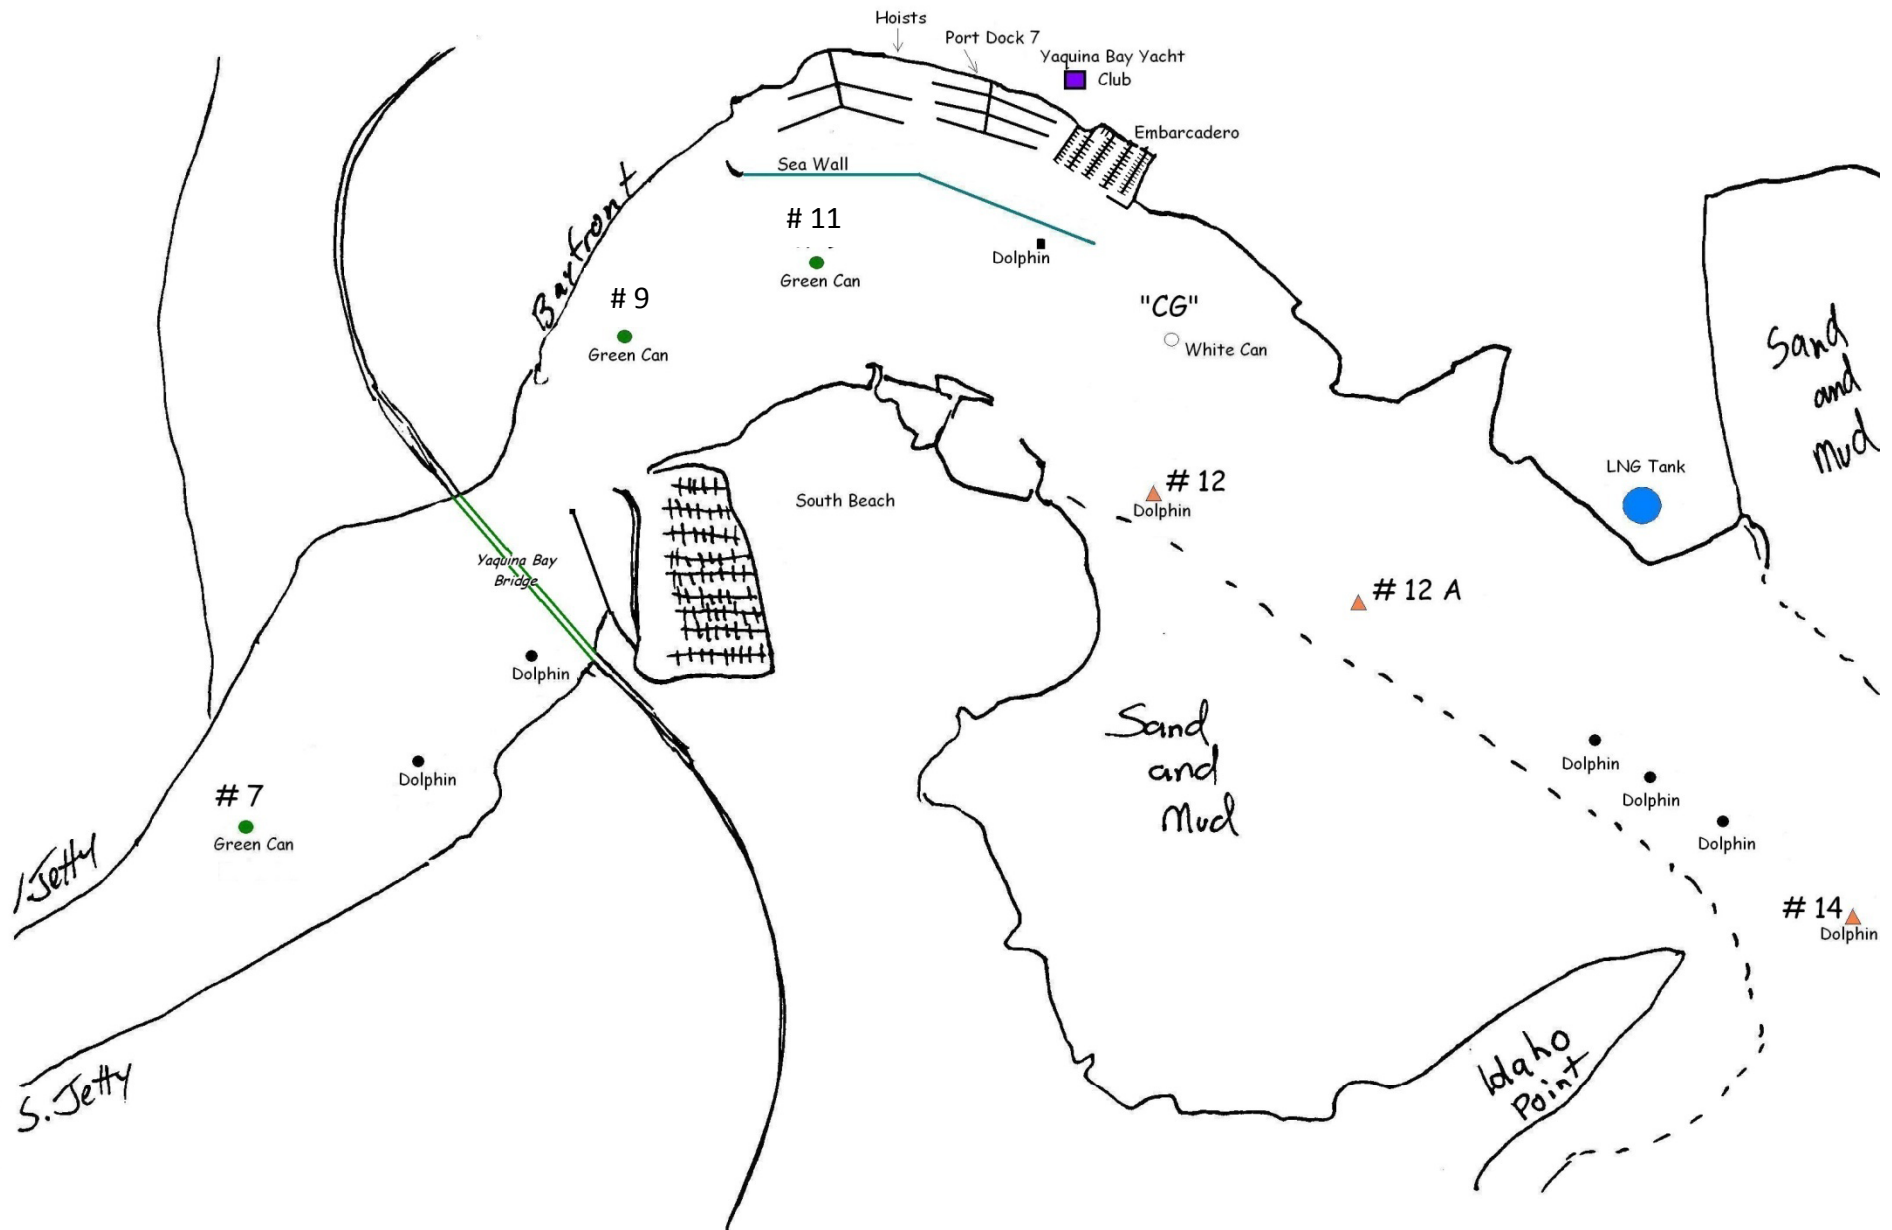 Hoists
Port Dock 7
Yaquina Bay Yacht
Club
Embarcadero
Sea Wall
# 11
Green Can
Dolphin
Bayfront
# 9
Green Can
"CG"
White Can
Sand
and
Mud
LNG Tank
# 12
Dolphin
South Beach
Yaquina Bay
Bridge
# 12 A
Dolphin
Dolphin
Sand
and
Mud
Dolphin
Dolphin
Dolphin
# 7
Green Can
Jetty
# 14
Dolphin
S. Jetty
Idaho
Point